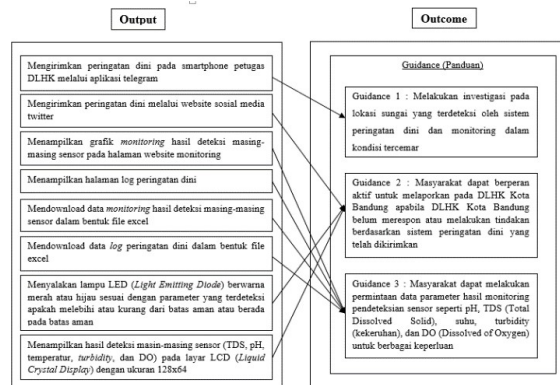 Output
Mengirimkan peringatan dini pada smartphone petugas
DLHK melalui aplikasi telegram
Mengirimkan peringatan dini melalui website sosial media
twitter
Menampilkan grafik monitoring hasil deteksi masing-
masing sensor pada halaman website monitoring
Menampilkan halaman log peringatan dini
Mendownload data monitoring hasil deteksi masing-masing
sensor dalam bentuk file excel
Mendownload data log peringatan dini dalam bentuk file
excel
Menyalakan lampu LED (Light Emitting Diode) berwarna
merah atau hijau sesuai dengan parameter yang terdeteksi
apakah melebihi atau kurang dari batas aman atau berada
pada batas aman
Menampilkan hasil deteksi masin-masing sensor (TDS, pH,
temperatur, turbidity, dan DO) pada layar LCD (Liquid
Crystal Display) dengan ukuran 128x64
Outcome
Guidance (Panduan)
Guidance 1 : Melakukan investigasi pada
lokasi sungai yang terdeteksi oleh sistem
peringatan dini dan monitoring dalam
kondisi tercemar
Guidance 2 : Masyarakat dapat berperan
aktif untuk melaporkan pada DLHK Kota
Bandung apabila DLHK Kota Bandung
belum merespon atau melakukan tindakan
berdasarkan sistem peringatan dini yang
telah dikirimkan
Guidance 3 : Masyarakat dapat melakukan
permintaan data parameter hasil monitoring
pendeteksian sensor seperti pH, TDS (Total
Dissolved Solid), suhu, turbidity
(kekeruhan), dan DO (Dissolved of Oxygen)
untuk berbagai keperluan